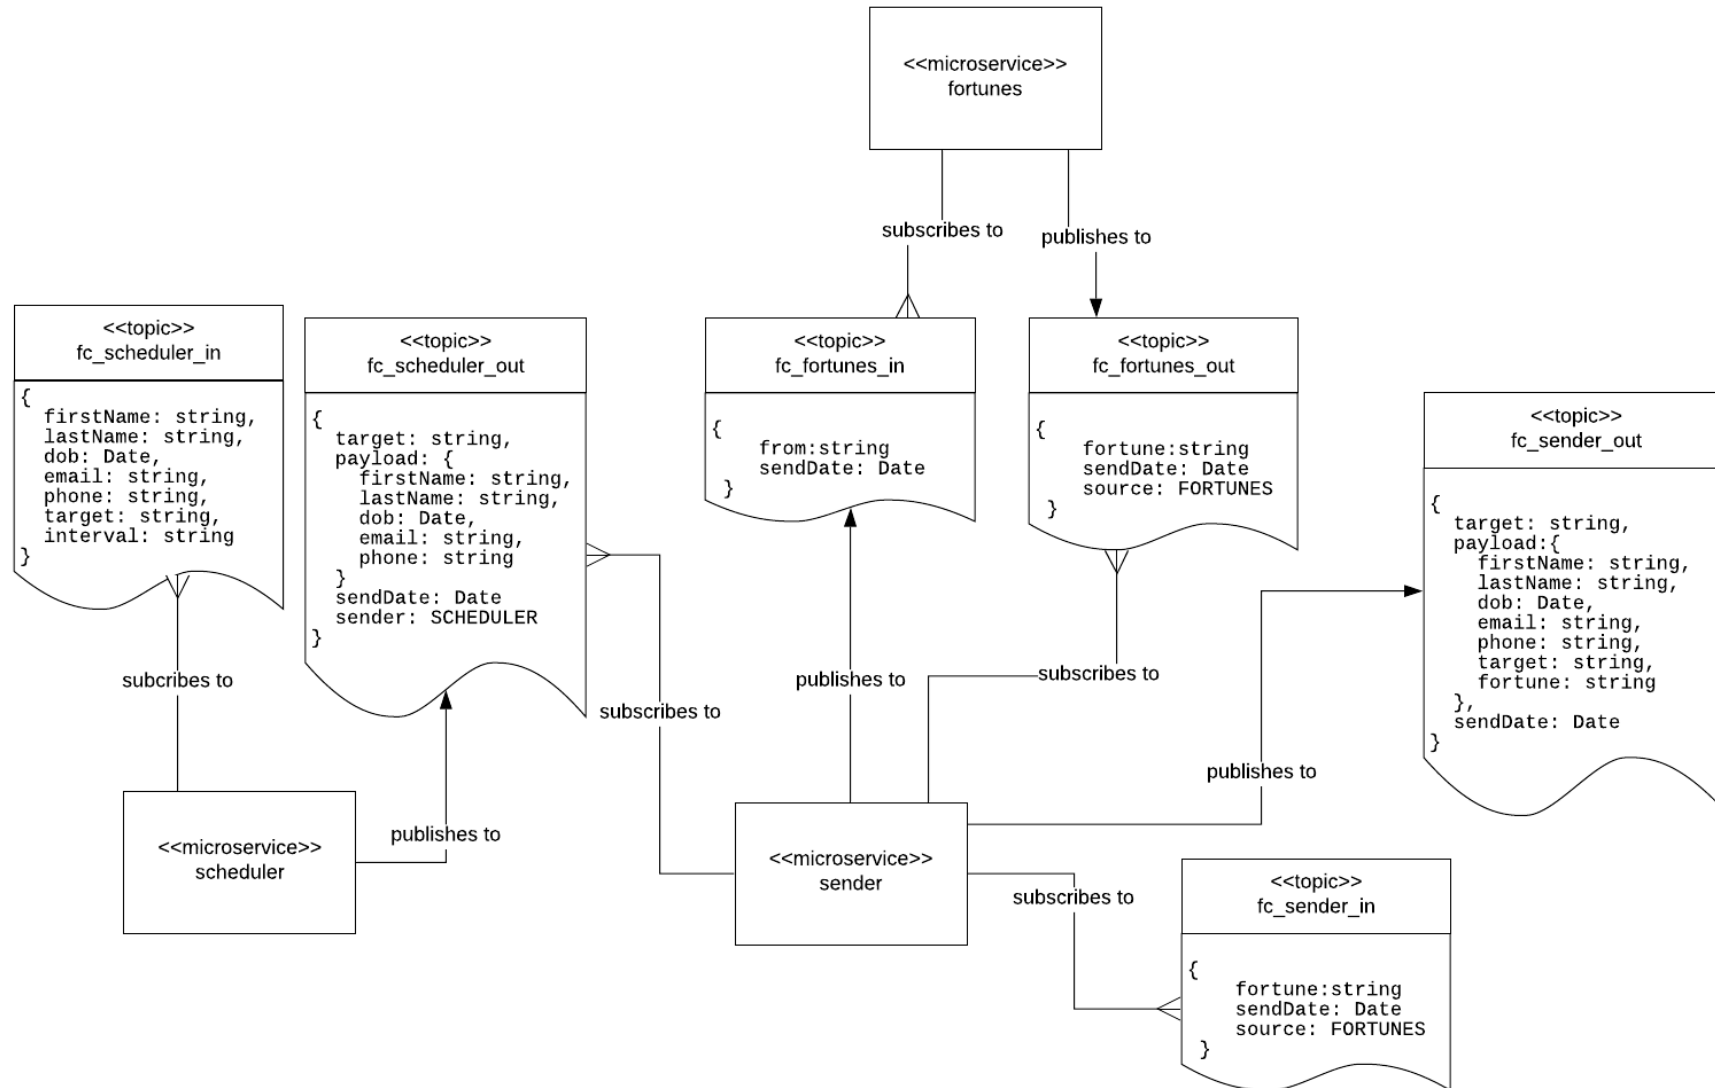 <<microservice>>
fortunes
subscribes to
publishes to
<<topic>>
fc_scheduler_in
{
firstName: string,
lastName: string,
dob: Date,
email: string,
phone: string,
target: string,
interval: string
}
<<topic>>
fc_scheduler_out
{
target: string,
payload: {
firstName: string,
lastName: string,
dob: Date,
email: string,
phone: string
}
sendDate: Date
sender: SCHEDULER
}
<<topic>>
fc_fortunes_in
{
from:string
sendDate: Date
}
<<topic>>
fc_fortunes_out
{
fortune:string
sendDate: Date
source: FORTUNES
}
<<topic>>
fc_sender_out
{
target: string,
payload:{
firstName: string,
lastName: string,
dob: Date,
email: string,
phone: string,
target: string,
fortune: string
},
sendDate: Date
}
subcribes to
subscribes to
publishes to
subscribes to
publishes to
publishes to
<<microservice>>
scheduler
<<microservice>>
sender
subscribes to
<<topic>>
fc_sender_in
{
fortune:string
sendDate: Date
source: FORTUNES
}